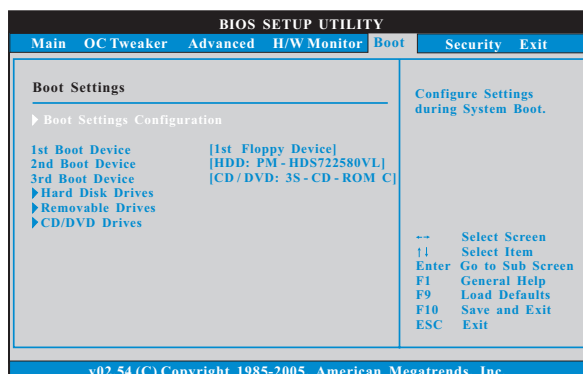 BIOS SETUP UTILITY
Main OC Tweaker Advanced H/W Monitor Boot Security Exit
Boot Settings
Boot Settings Configuration
1st Boot Device [1st Floppy Device]
2nd Boot Device [HDD: PM - HDS722580VL]
3rd Boot Device [CD / DVD: 3S - CD - ROM C]
Hard Disk Drives
Removable Drives
CD/DVD Drives
Configure Settings
during System Boot.
←→ Select Screen
↑↓ Select Item
Enter Go to Sub Screen
F1 General Help
F9 Load Defaults
F10 Save and Exit
ESC Exit
v02.54 (C) Copyright 1985-2005, American Megatrends, Inc.